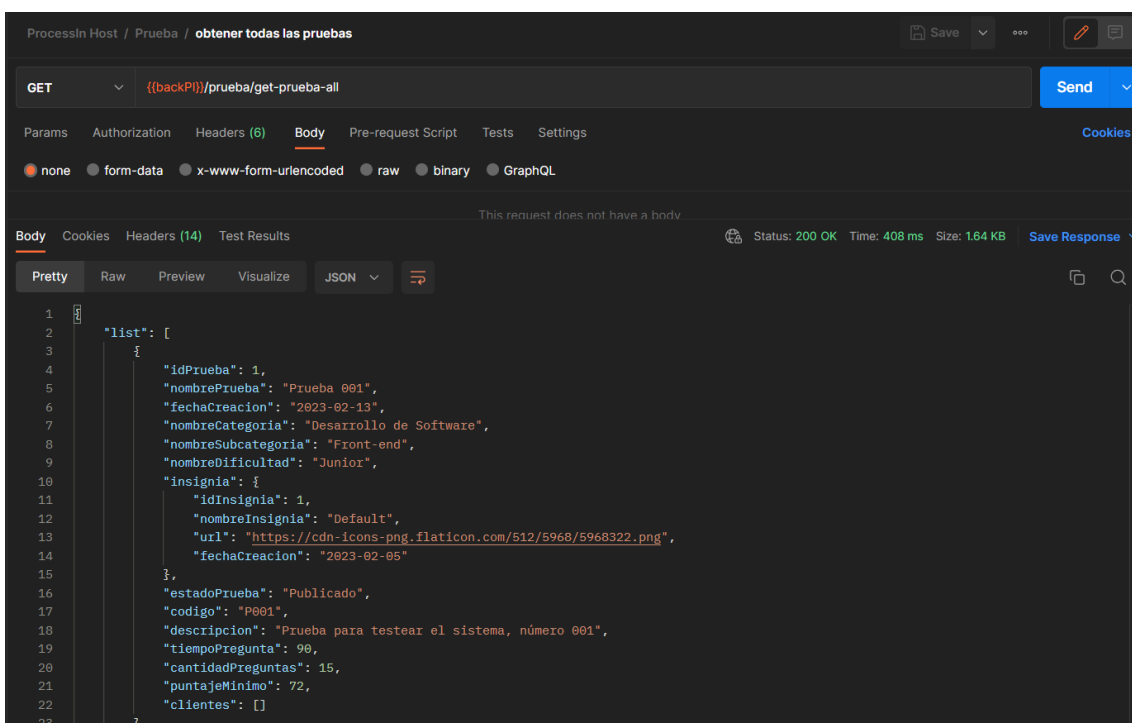 ProcessIn Host / Prueba / obtener todas las pruebas Save
GET {{backPI}}/prueba/get-prueba-all Send
Params Authorization Headers (6) Body Pre-request Script Tests Settings Cookies
none form-data x-www-form-urlencoded raw binary GraphQL
This request does not have a body
Body Cookies Headers (14) Test Results Status: 200 OK Time: 408 ms Size: 1.64 KB Save Response
Pretty Raw Preview Visualize JSON
1 {
2 "list": [
3 {
4 "idPrueba": 1,
5 "nombrePrueba": "Prueba 001",
6 "fechaCreacion": "2023-02-13",
7 "nombreCategoria": "Desarrollo de Software",
8 "nombreSubcategoria": "Front-end",
9 "nombreDificultad": "Junior",
10 "insignia": {
11 "idInsignia": 1,
12 "nombreInsignia": "Default",
13 "url": "https://cdn-icons-png.flaticon.com/512/5968/5968322.png",
14 "fechaCreacion": "2023-02-05"
15 },
16 "estadoPrueba": "Publicado",
17 "codigo": "P001",
18 "descripcion": "Prueba para testear el sistema, número 001",
19 "tiempoPregunta": 90,
20 "cantidadPreguntas": 15,
21 "puntajeMinimo": 72,
22 "clientes": []
23